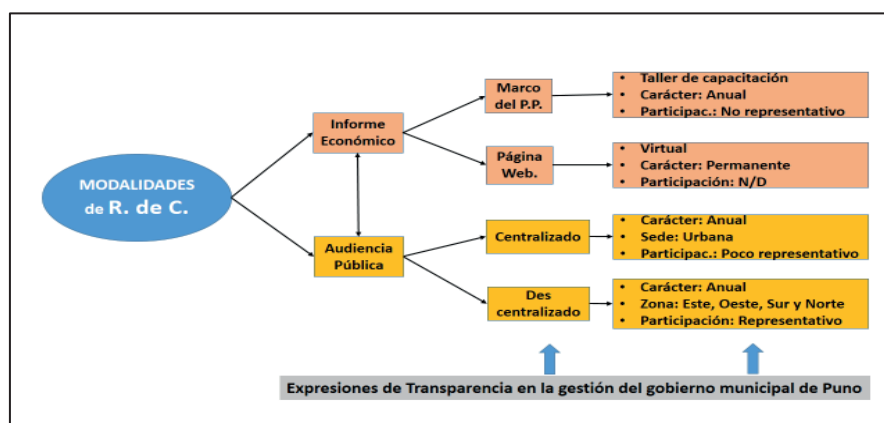 MODALIDADES
de R. de C.
Informe
Económico
Marco
del P.P.
• Taller de capacitación
• Carácter: Anual
• Participac.: No representativo
Página
Web.
• Virtual
• Carácter: Permanente
• Participación: N/D
Audiencia
Pública
Centralizado
• Carácter: Anual
• Sede: Urbana
• Participac.: Poco representativo
Des
centralizado
• Carácter: Anual
• Zona: Este, Oeste, Sur y Norte
• Participación: Representativo
Expresiones de Transparencia en la gestión del gobierno municipal de Puno